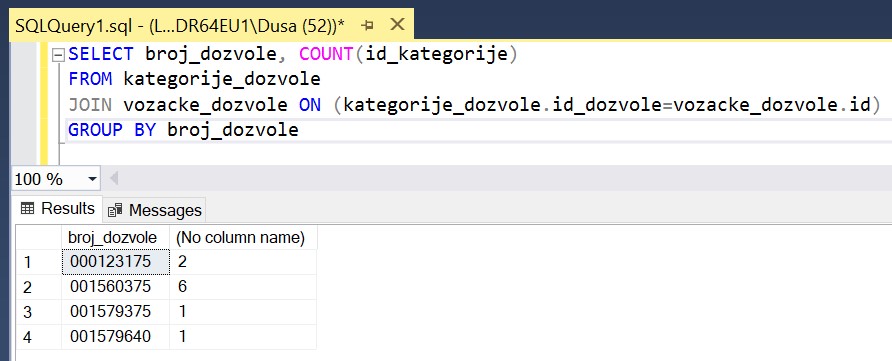 SQLQuery1.sql - (L...DR64EU1\Dusa (52))*
SELECT broj_dozvole, COUNT(id_kategorije)
FROM kategorije_dozvole
JOIN vozacke_dozvole ON (kategorije_dozvole.id_dozvole=vozacke_dozvole.id)
GROUP BY broj_dozvole
100 %
Results Messages
broj_dozvole (No column name)
1 000123175 2
2 001560375 6
3 001579375 1
4 001579640 1